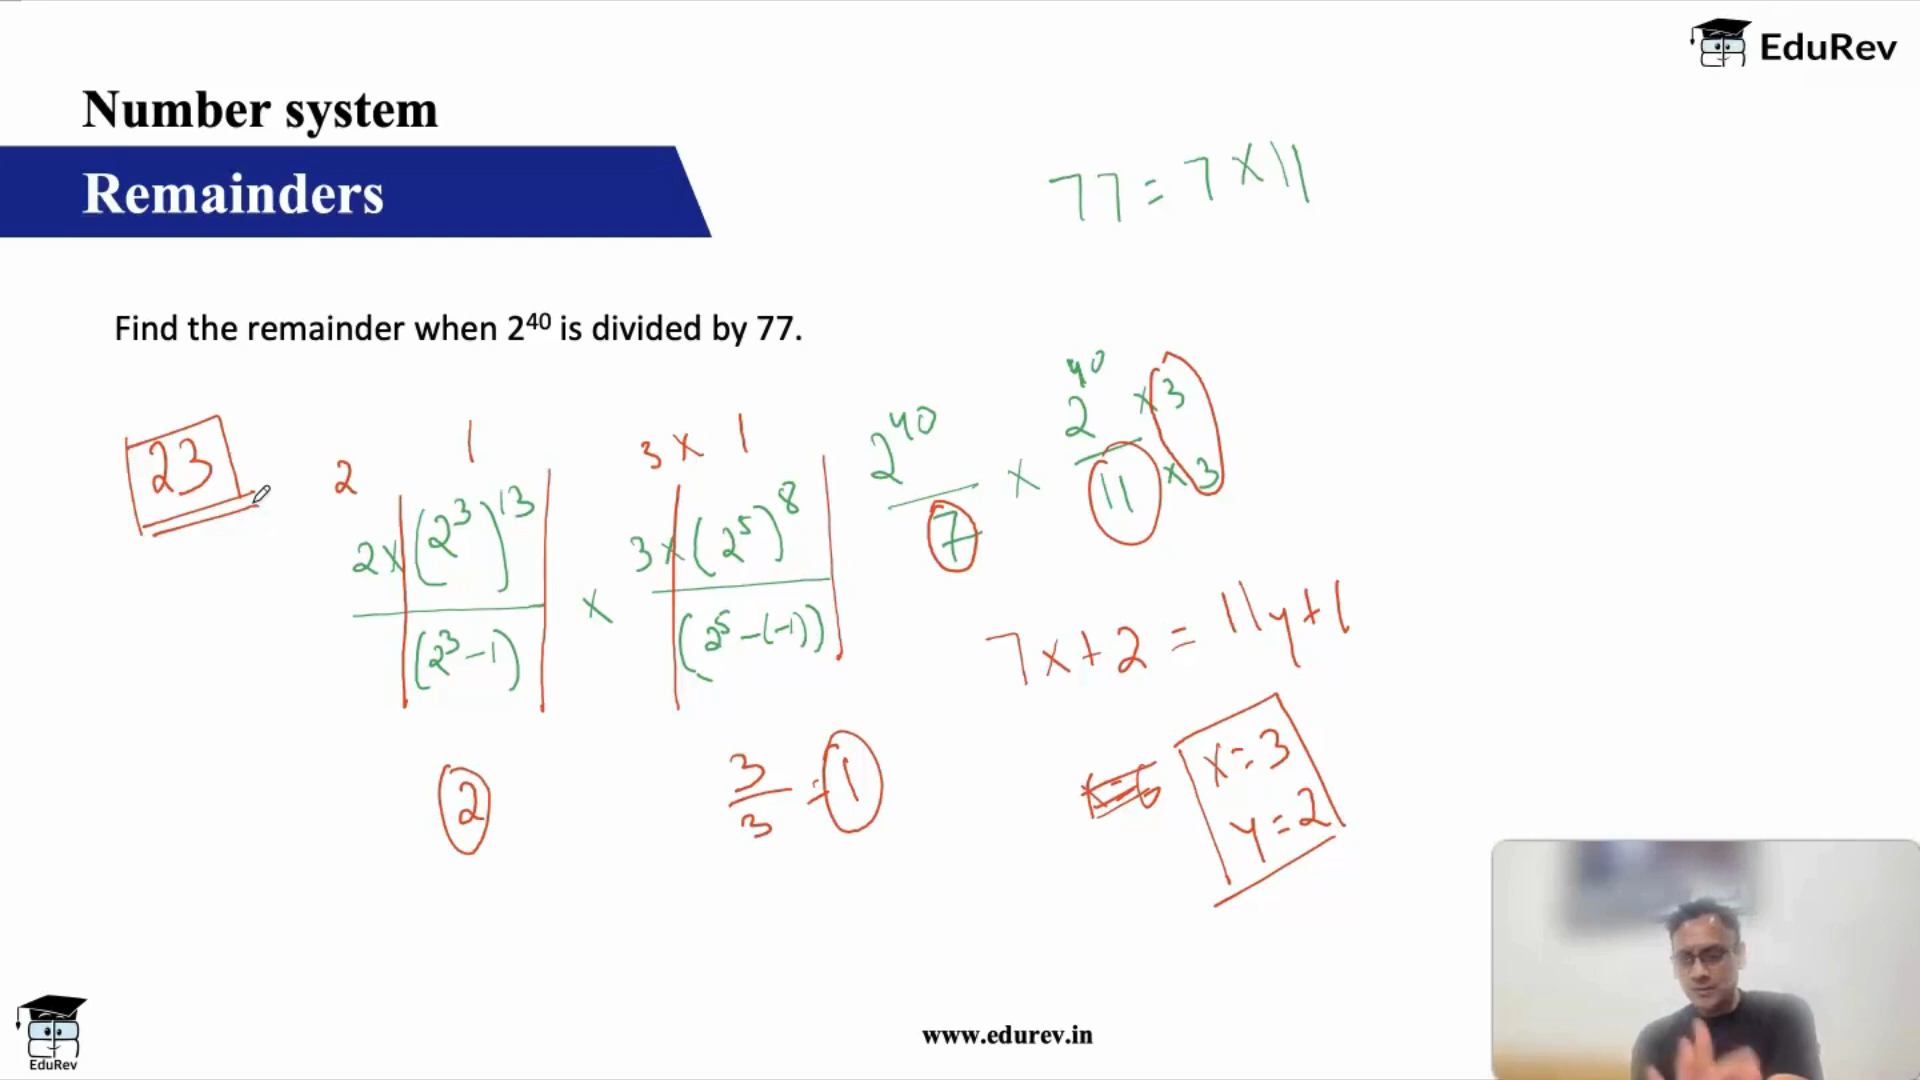 EduRev
Number system
Remainders
77 = 7 × 11
Find the remainder when 2⁴⁰ is divided by 77.
23
2 1
2 × (2³)¹³
(2³ - 1)
×
3 × 1
3 × (2⁵)⁸
(2⁵ - (-1))
2⁴⁰
7
×
2⁴⁰ × 3
11 × 3
7x + 2 = 11y + 1
2
3
3
= 1
x = 3
y = 2
EduRev
www.edurev.in